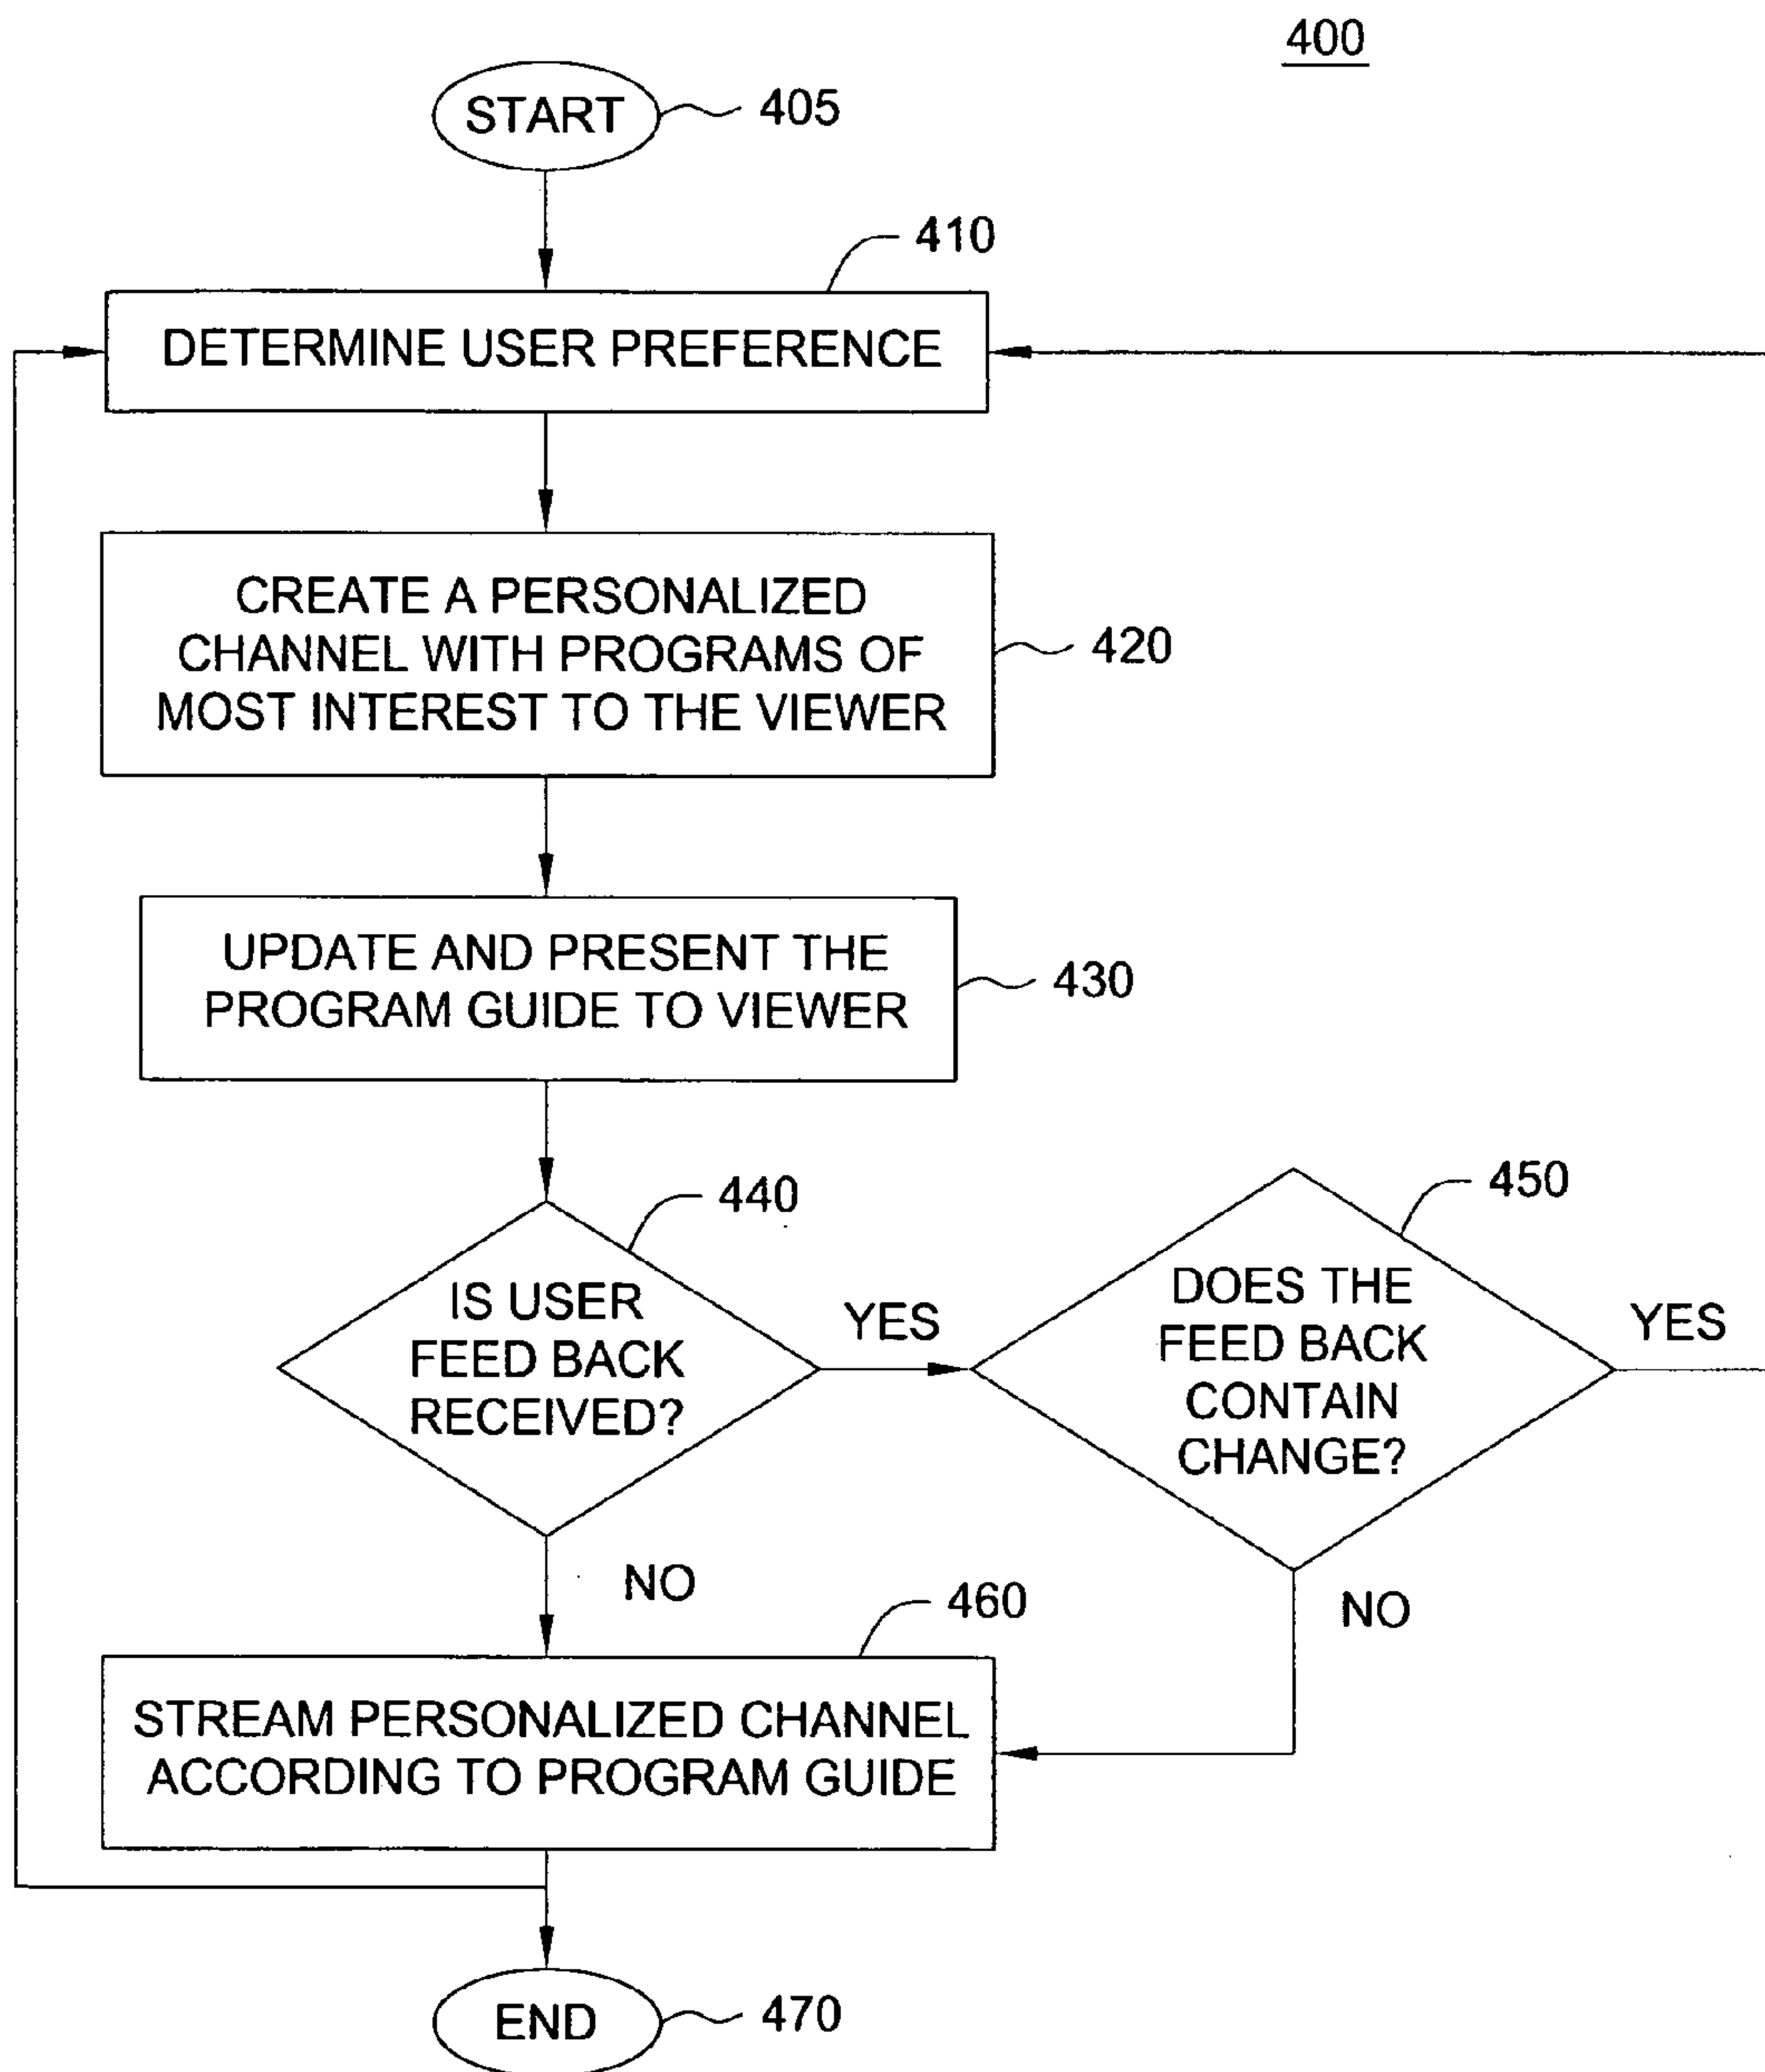 400
START
405
410
DETERMINE USER PREFERENCE
CREATE A PERSONALIZED
CHANNEL WITH PROGRAMS OF
MOST INTEREST TO THE VIEWER
420
UPDATE AND PRESENT THE
PROGRAM GUIDE TO VIEWER
430
440
IS USER
FEED BACK
RECEIVED?
YES
450
DOES THE
FEED BACK
CONTAIN
CHANGE?
YES
NO
NO
460
STREAM PERSONALIZED CHANNEL
ACCORDING TO PROGRAM GUIDE
END
470